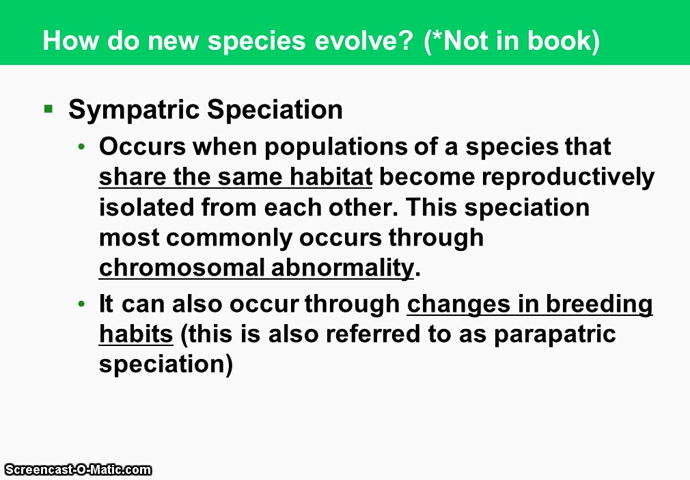 How do new species evolve? (*Not in book)
Sympatric Speciation
Occurs when populations of a species that
share the same habitat become reproductively
isolated from each other. This speciation
most commonly occurs through
chromosomal abnormality.
It can also occur through changes in breeding
habits (this is also referred to as parapatric
speciation)
Screencast-O-Matic.com